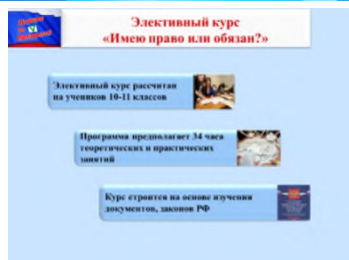 Элективный курс
«Имею право или обязан?»
Элективный курс рассчитан
на учеников 10-11 классов
Программа предполагает 34 часа
теоретических и практических
занятий
Курс строится на основе изучения
документов, законов РФ